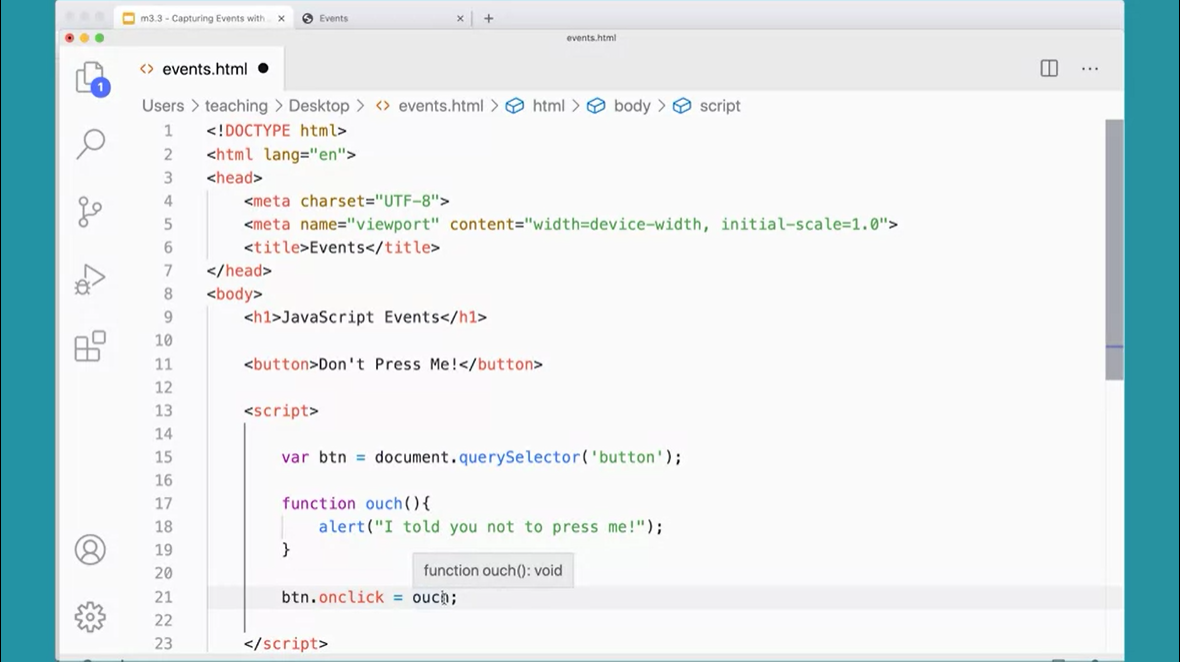 m3.3 - Capturing Events with
Events
events.html
events.html
1
Users > teaching > Desktop > <> events.html > html > body > script
1 <!DOCTYPE html>
2 <html lang="en">
3 <head>
4 <meta charset="UTF-8">
5 <meta name="viewport" content="width=device-width, initial-scale=1.0">
6 <title>Events</title>
7 </head>
8 <body>
9 <h1>JavaScript Events</h1>
10
11 <button>Don't Press Me!</button>
12
13 <script>
14
15 var btn = document.querySelector('button');
16
17 function ouch(){
18 alert("I told you not to press me!");
19 }
function ouch(): void
20
21 btn.onclick = ouch;
22
23 </script>